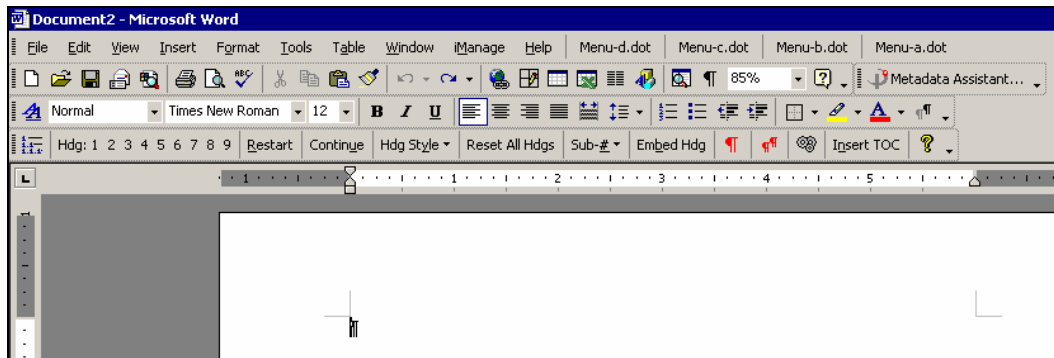 Document2 - Microsoft Word
File Edit View Insert Format Tools Table Window iManage Help Menu-d.dot Menu-c.dot Menu-b.dot Menu-a.dot
ABC ¶ 85% Metadata Assistant...
Normal Times New Roman 12 B I U A ¶
Hdg: 1 2 3 4 5 6 7 8 9 Restart Continue Hdg Style Reset All Hdgs Sub-# Embed Hdg ¶ ¶ Insert TOC ?
L 1 1 2 3 4 5
¶